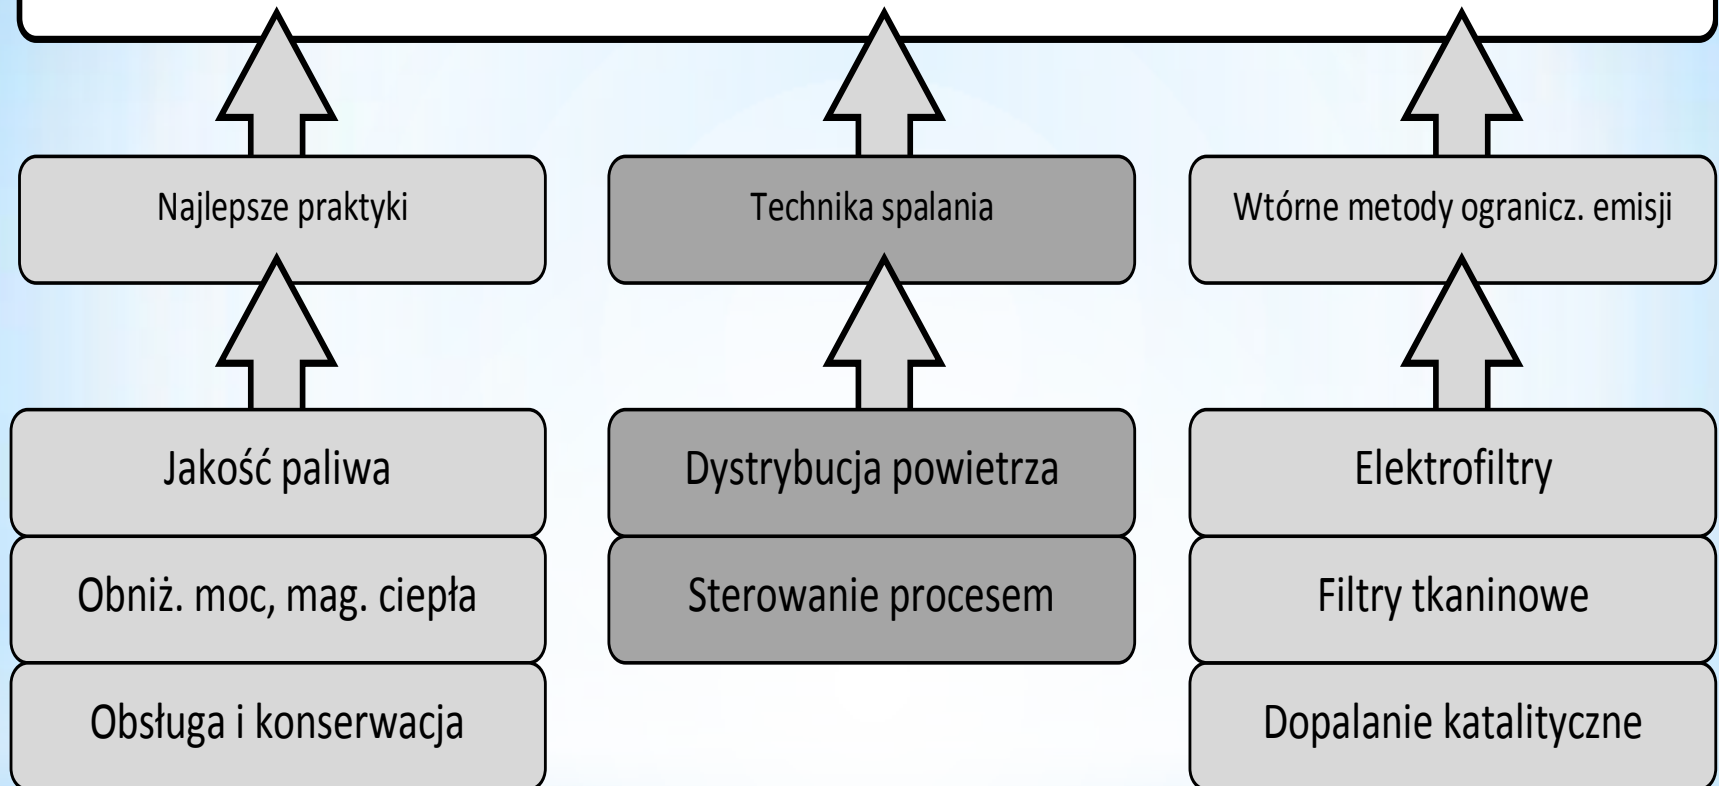 Najlepsze praktyki
Technika spalania
Wtórne metody ogranicz. emisji
Jakość paliwa
Dystrybucja powietrza
Elektrofiltry
Obniż. moc, mag. ciepła
Sterowanie procesem
Filtry tkaninowe
Obsługa i konserwacja
Dopalanie katalityczne